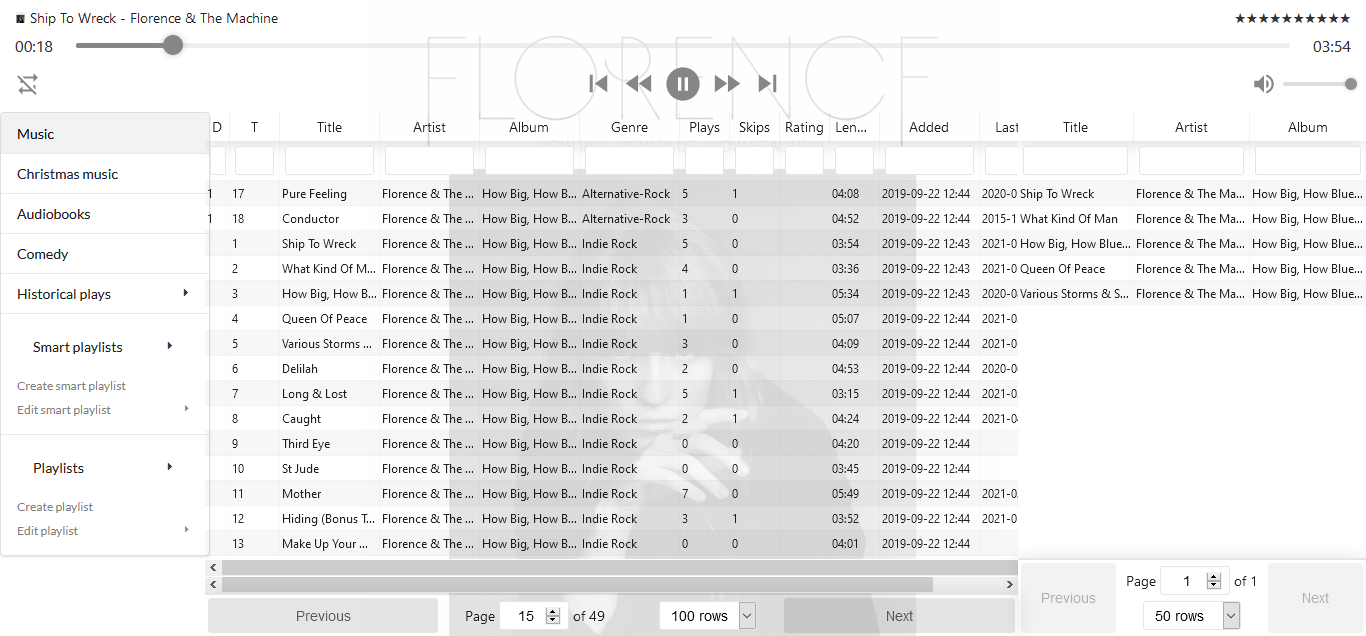 Ship To Wreck - Florence & The Machine
★★★★★★★★★★
00:18
03:54
FLORENCE
Music
Christmas music
Audiobooks
Comedy
Historical plays
Smart playlists
Create smart playlist
Edit smart playlist
Playlists
Create playlist
Edit playlist
D T Title Artist Album Genre Plays Skips Rating Len... Added Last
1 17 Pure Feeling Florence & The ... How Big, How B... Alternative-Rock 5 1 04:08 2019-09-22 12:44 2020-0
1 18 Conductor Florence & The ... How Big, How B... Alternative-Rock 3 0 04:52 2019-09-22 12:44 2015-1
1 Ship To Wreck Florence & The ... How Big, How B... Indie Rock 5 0 03:54 2019-09-22 12:43 2021-0
2 What Kind Of M... Florence & The ... How Big, How B... Indie Rock 4 0 03:36 2019-09-22 12:43 2021-0
3 How Big, How B... Florence & The ... How Big, How B... Indie Rock 1 1 05:34 2019-09-22 12:43 2020-0
4 Queen Of Peace Florence & The ... How Big, How B... Indie Rock 1 0 05:07 2019-09-22 12:44 2021-0
5 Various Storms ... Florence & The ... How Big, How B... Indie Rock 3 0 04:09 2019-09-22 12:44 2021-0
6 Delilah Florence & The ... How Big, How B... Indie Rock 2 0 04:53 2019-09-22 12:44 2020-0
7 Long & Lost Florence & The ... How Big, How B... Indie Rock 5 1 03:15 2019-09-22 12:44 2021-0
8 Caught Florence & The ... How Big, How B... Indie Rock 2 1 04:24 2019-09-22 12:44 2021-0
9 Third Eye Florence & The ... How Big, How B... Indie Rock 0 0 04:20 2019-09-22 12:44
10 St Jude Florence & The ... How Big, How B... Indie Rock 0 0 03:45 2019-09-22 12:44
11 Mother Florence & The ... How Big, How B... Indie Rock 7 0 05:49 2019-09-22 12:44 2021-0
12 Hiding (Bonus T... Florence & The ... How Big, How B... Indie Rock 3 1 03:52 2019-09-22 12:44 2021-0
13 Make Up Your ... Florence & The ... How Big, How B... Indie Rock 0 0 04:01 2019-09-22 12:44
Previous Page 15 of 49 100 rows Next
Title Artist Album
Ship To Wreck Florence & The Ma... How Big, How Blue...
What Kind Of Man Florence & The Ma... How Big, How Blue...
How Big, How Blue... Florence & The Ma... How Big, How Blue...
Queen Of Peace Florence & The Ma... How Big, How Blue...
Various Storms & S... Florence & The Ma... How Big, How Blue...
Previous Page 1 of 1 50 rows Next